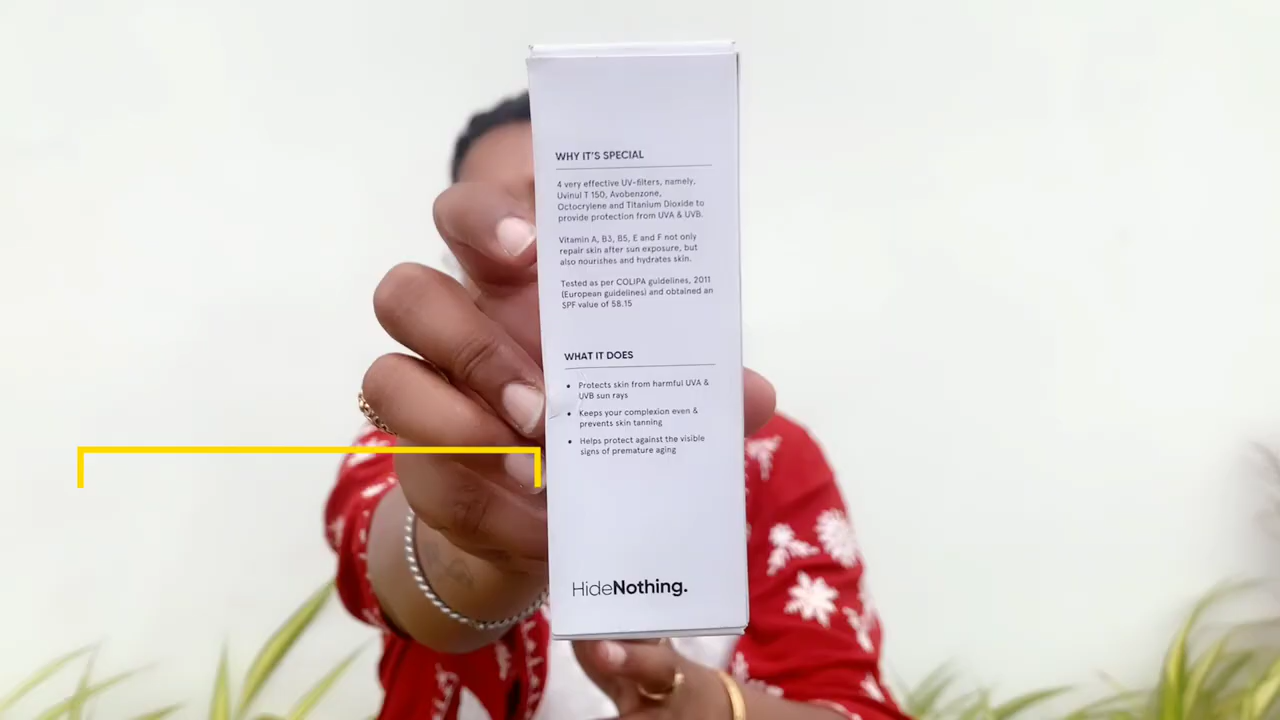 WHY IT'S SPECIAL
4 very effective UV-filters, namely,
Uvinul T 150, Avobenzone,
Octocrylene and Titanium Dioxide to
provide protection from UVA & UVB.
Vitamin A, B3, B5, E and F not only
repair skin after sun exposure, but
also nourishes and hydrates skin.
Tested as per COLIPA guidelines, 2011
(European guidelines) and obtained an
SPF value of 58.15
WHAT IT DOES
• Protects skin from harmful UVA &
UVB sun rays
• Keeps your complexion even &
prevents skin tanning
• Helps protect against the visible
signs of premature aging
HideNothing.